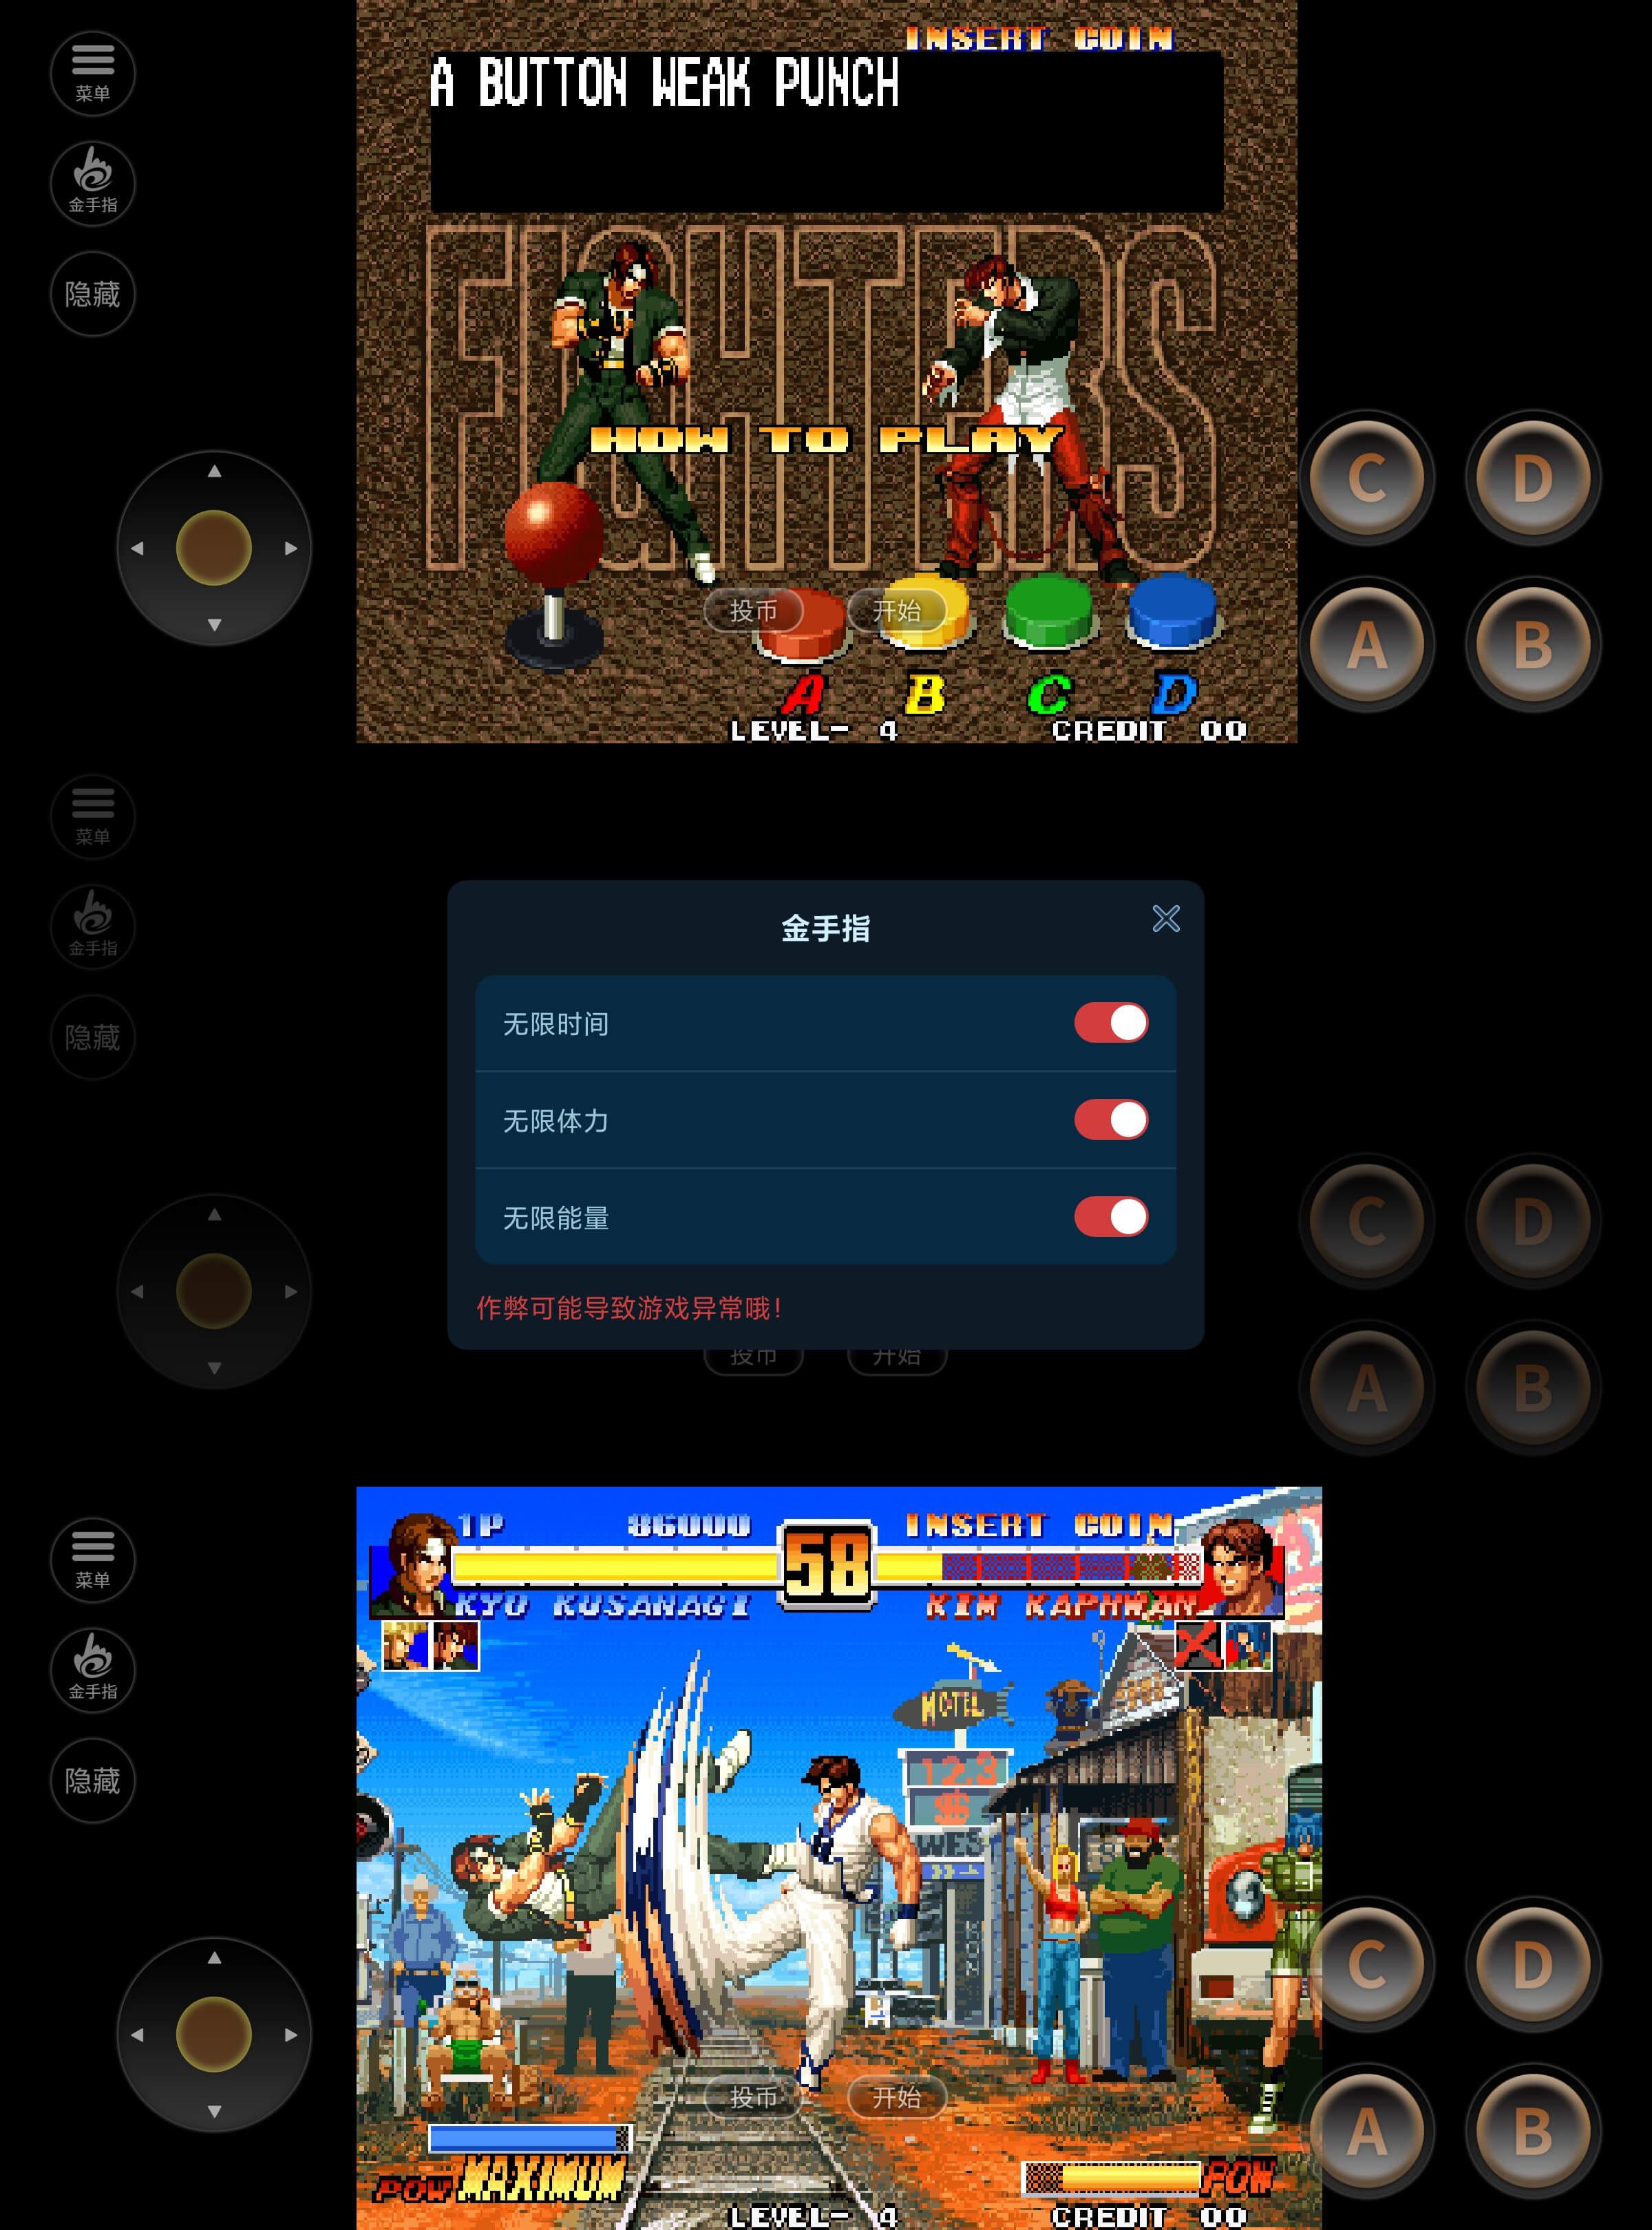 菜单
金手指
隐藏
INSERT COIN
A BUTTON WEAK PUNCH
FIGHTERS
HOW TO PLAY
投币
开始
A B C D
LEVEL- 4
CREDIT 00
C D
A B
菜单
金手指
隐藏
金手指
无限时间
无限体力
无限能量
作弊可能导致游戏异常哦!
投币
开始
C D
A B
菜单
金手指
隐藏
1P 86000
58
INSERT COIN
KYO KUSANAGI
KIM KAPHWAN
MOTEL
12.3
$
投币
开始
POW MAXIMUM
POW
LEVEL- 4
CREDIT 00
C D
A B